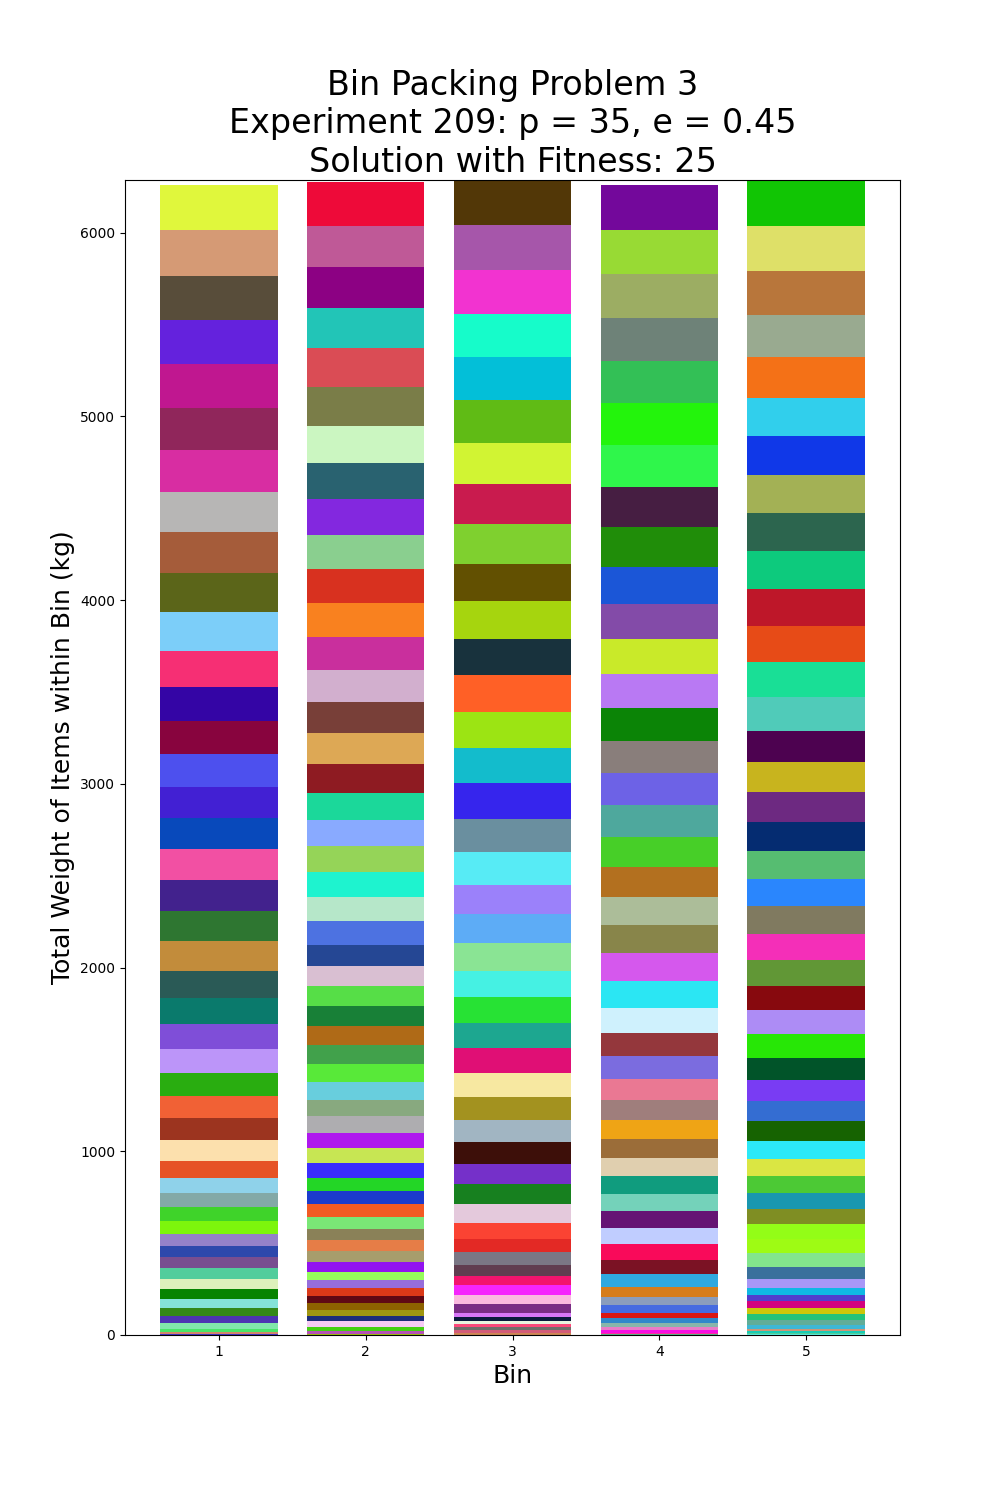 Bin Packing Problem 3
Experiment 209: p = 35, e = 0.45
Solution with Fitness: 25
Total Weight of Items within Bin (kg)
6000
5000
4000
3000
2000
1000
0
1 2 3 4 5
Bin